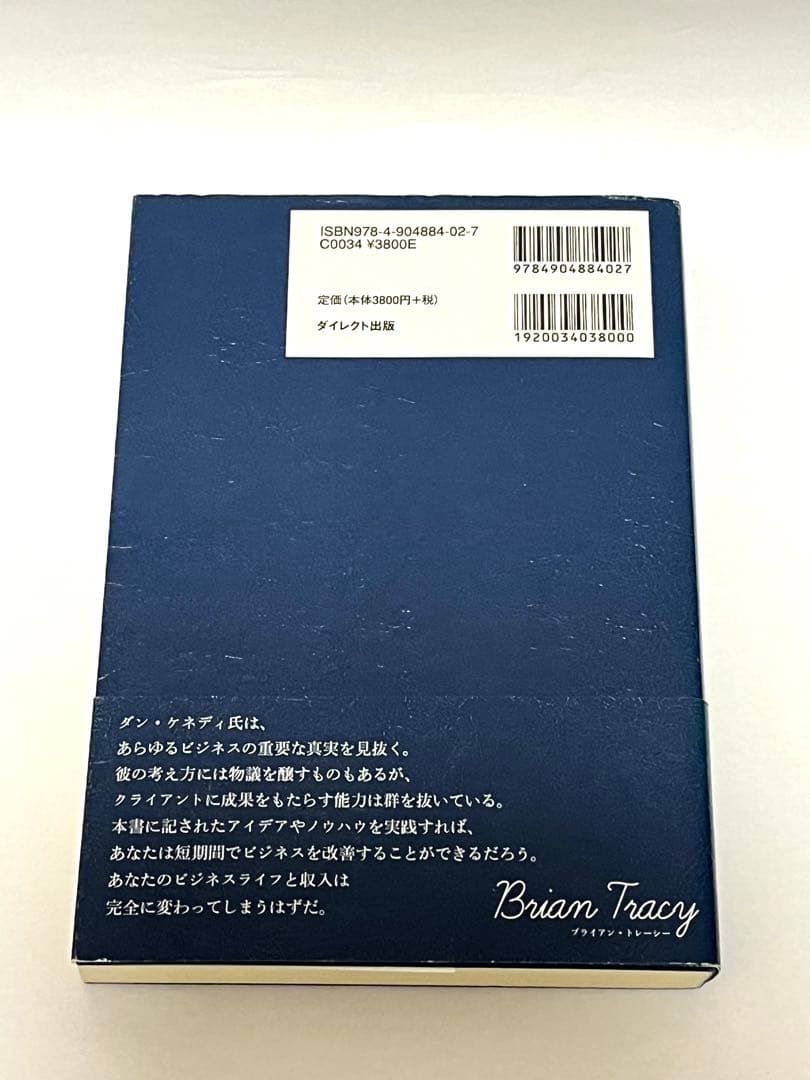 ISBN978-4-904884-02-7
C0034 ¥3800E
9784904884027
定価(本体3800円+税)
ダイレクト出版
1920034038000
ダン・ケネディ氏は、
あらゆるビジネスの重要な真実を見抜く。
彼の考え方には物議を醸すものもあるが、
クライアントに成果をもたらす能力は群を抜いている。
本書に記されたアイデアやノウハウを実践すれば、
あなたは短期間でビジネスを改善することができるだろう。
あなたのビジネスライフと収入は
完全に変わってしまうはずだ。
Brian Tracy
ブライアン・トレーシー